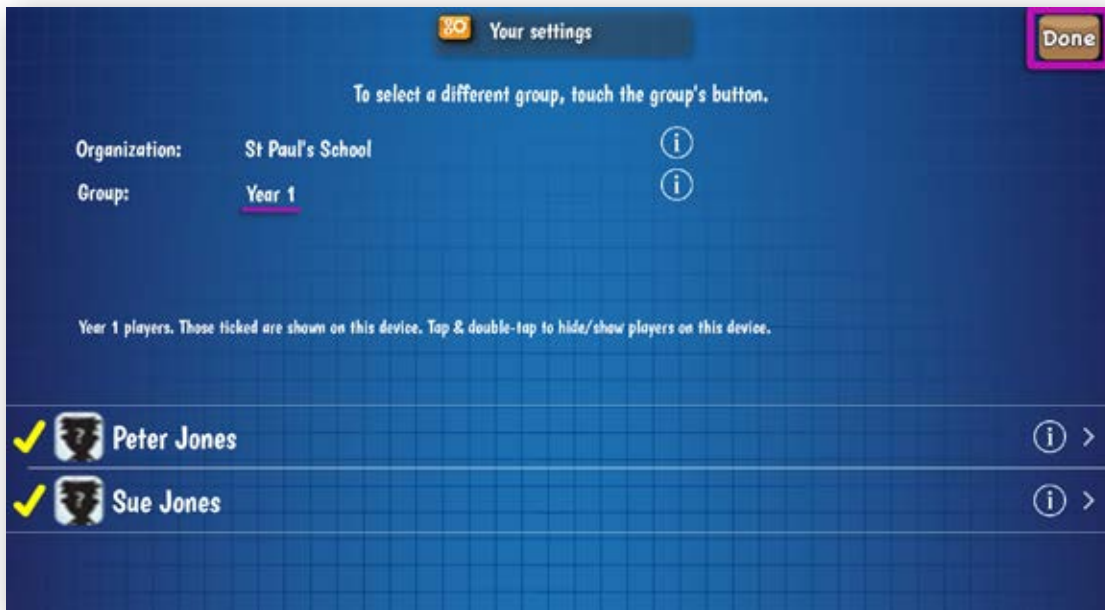 Your settings
Done
To select a different group, touch the group's button.
Organization: St Paul's School
Group: Year 1
Year 1 players. Those ticked are shown on this device. Tap & double-tap to hide/show players on this device.
Peter Jones
Sue Jones